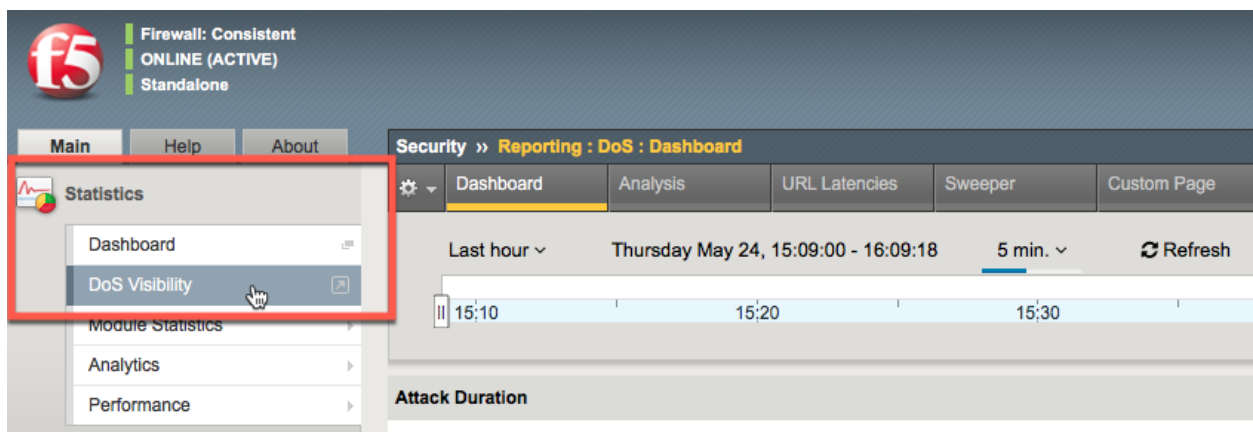 f5
Firewall: Consistent
ONLINE (ACTIVE)
Standalone
Main Help About
Statistics
Dashboard
DoS Visibility
Module Statistics
Analytics
Performance
Security ›› Reporting : DoS : Dashboard
Dashboard Analysis URL Latencies Sweeper Custom Page
Last hour Thursday May 24, 15:09:00 - 16:09:18 5 min. Refresh
15:10 15:20 15:30
Attack Duration